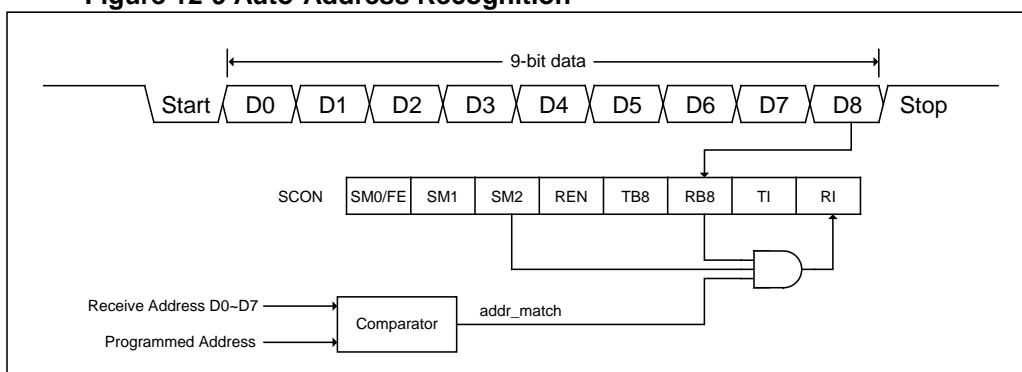 Figure 12-9 Auto-Address Recognition
9-bit data
Start D0 D1 D2 D3 D4 D5 D6 D7 D8 Stop
SCON SM0/FE SM1 SM2 REN TB8 RB8 TI RI
Receive Address D0~D7
addr_match
Comparator
Programmed Address